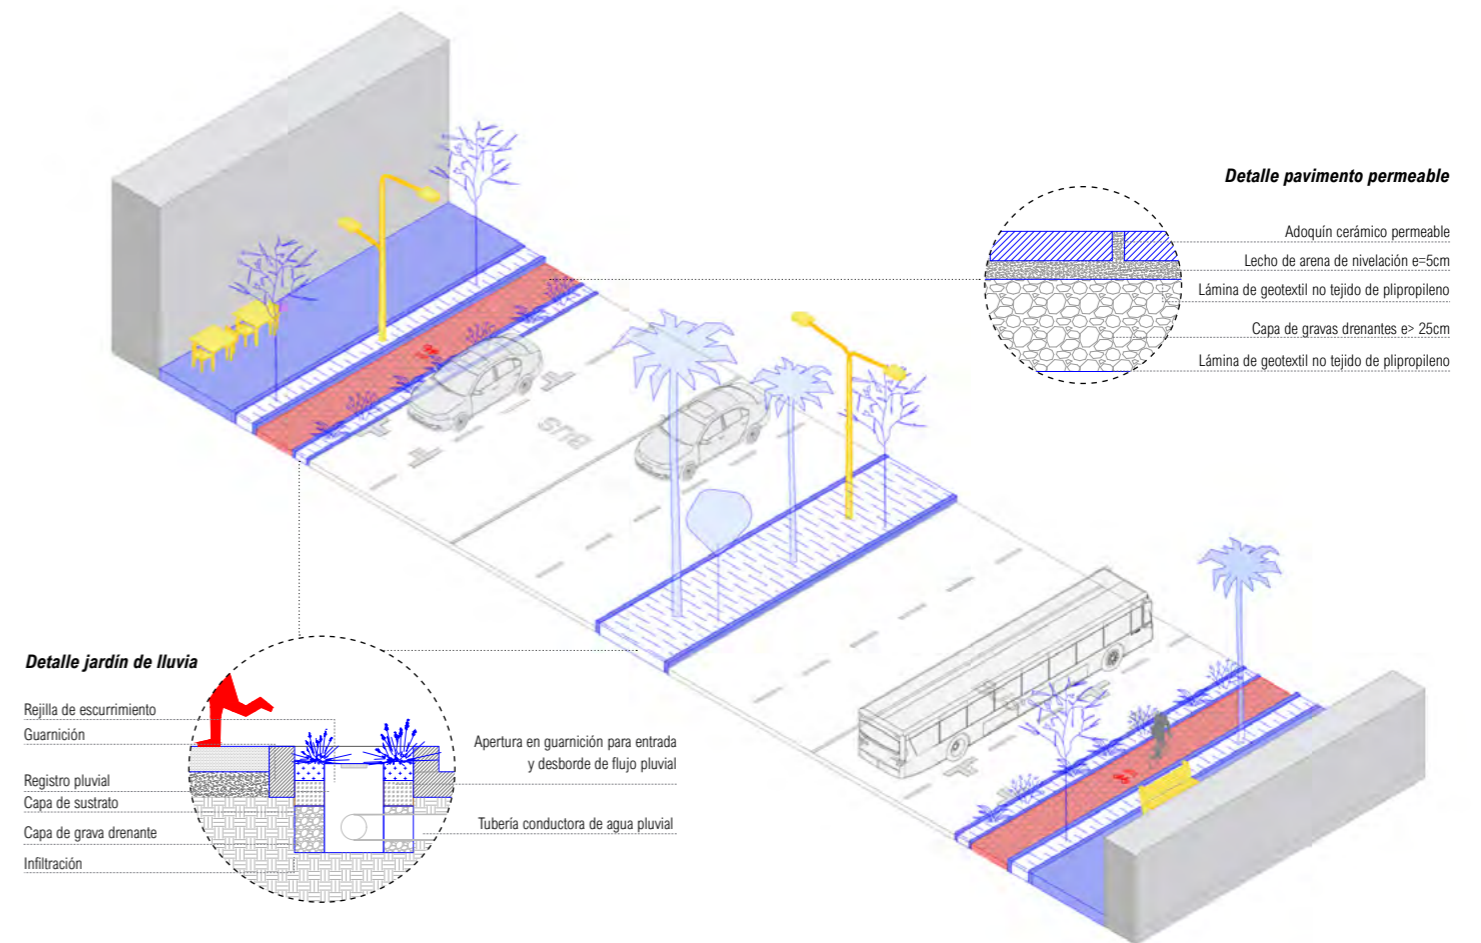 Detalle pavimento permeable
Adoquín cerámico permeable
Lecho de arena de nivelación e=5cm
Lámina de geotextil no tejido de plipropileno
Capa de gravas drenantes e> 25cm
Lámina de geotextil no tejido de plipropileno
BUS
Detalle jardín de lluvia
Rejilla de escurrimiento
Guarnición
Registro pluvial
Capa de sustrato
Capa de grava drenante
Infiltración
Apertura en guarnición para entrada
y desborde de flujo pluvial
Tubería conductora de agua pluvial